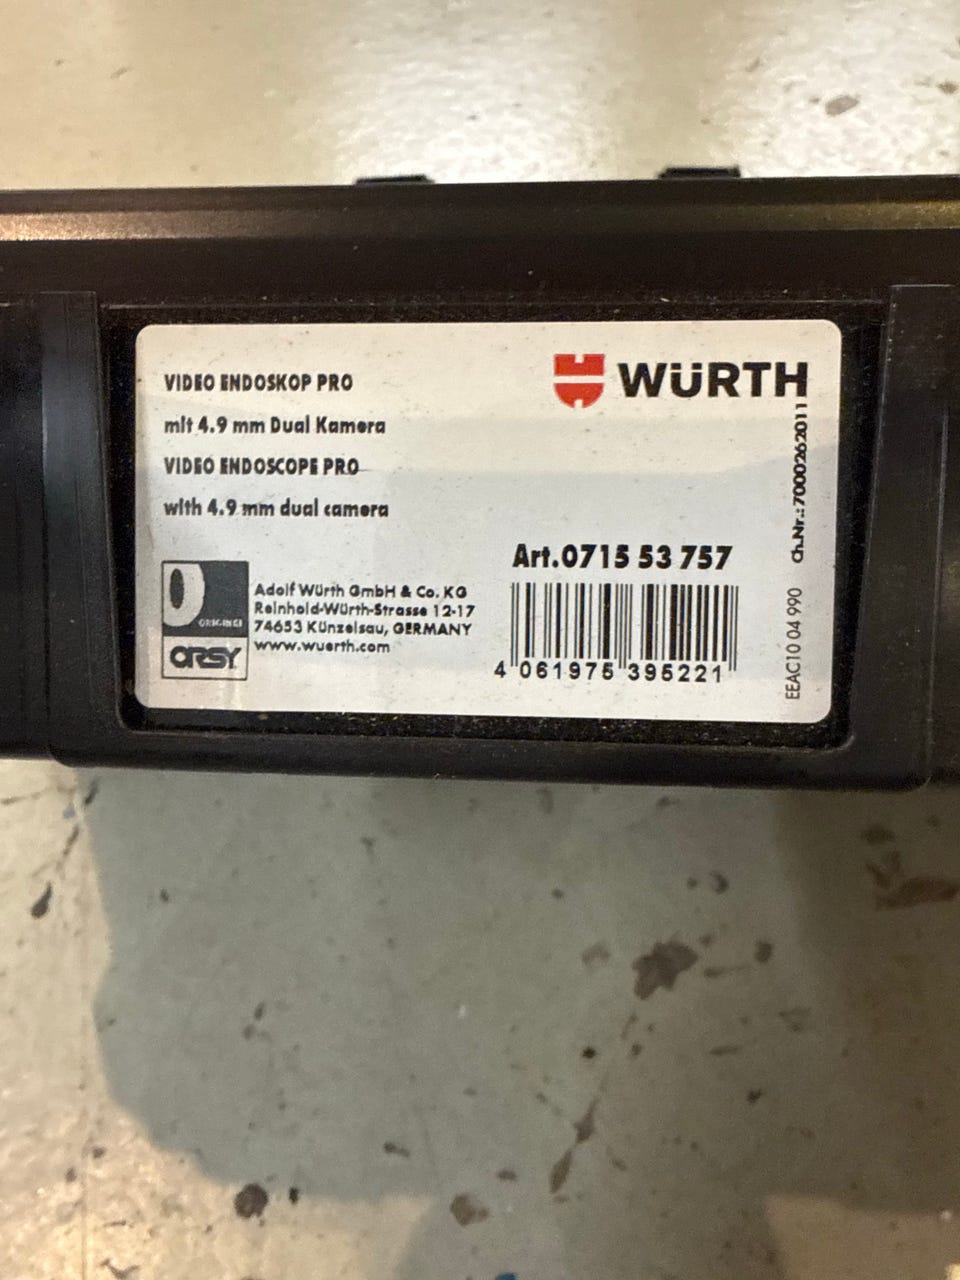 VIDEO ENDOSKOP PRO
mit 4.9 mm Dual Kamera
VIDEO ENDOSCOPE PRO
with 4.9 mm dual camera
WÜRTH
Ch.Nr.:7000262011
Art.0715 53 757
4 061975 395221
EEAC10 04 990
ORIGINAL
ORSY
Adolf Würth GmbH & Co. KG
Reinhold-Würth-Strasse 12-17
74653 Künzelsau, GERMANY
www.wuerth.com